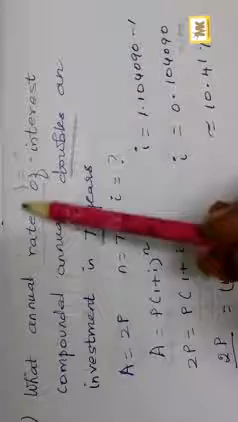 ) What annual rate of interest
compounded annu doubles an
investment in 7 years
A = 2P n = 7 i = ?
A = P(1+i)^n
2P = P(1+i
2P =
i = 1.104090 - 1
i = 0.104090
≈ 10.41%